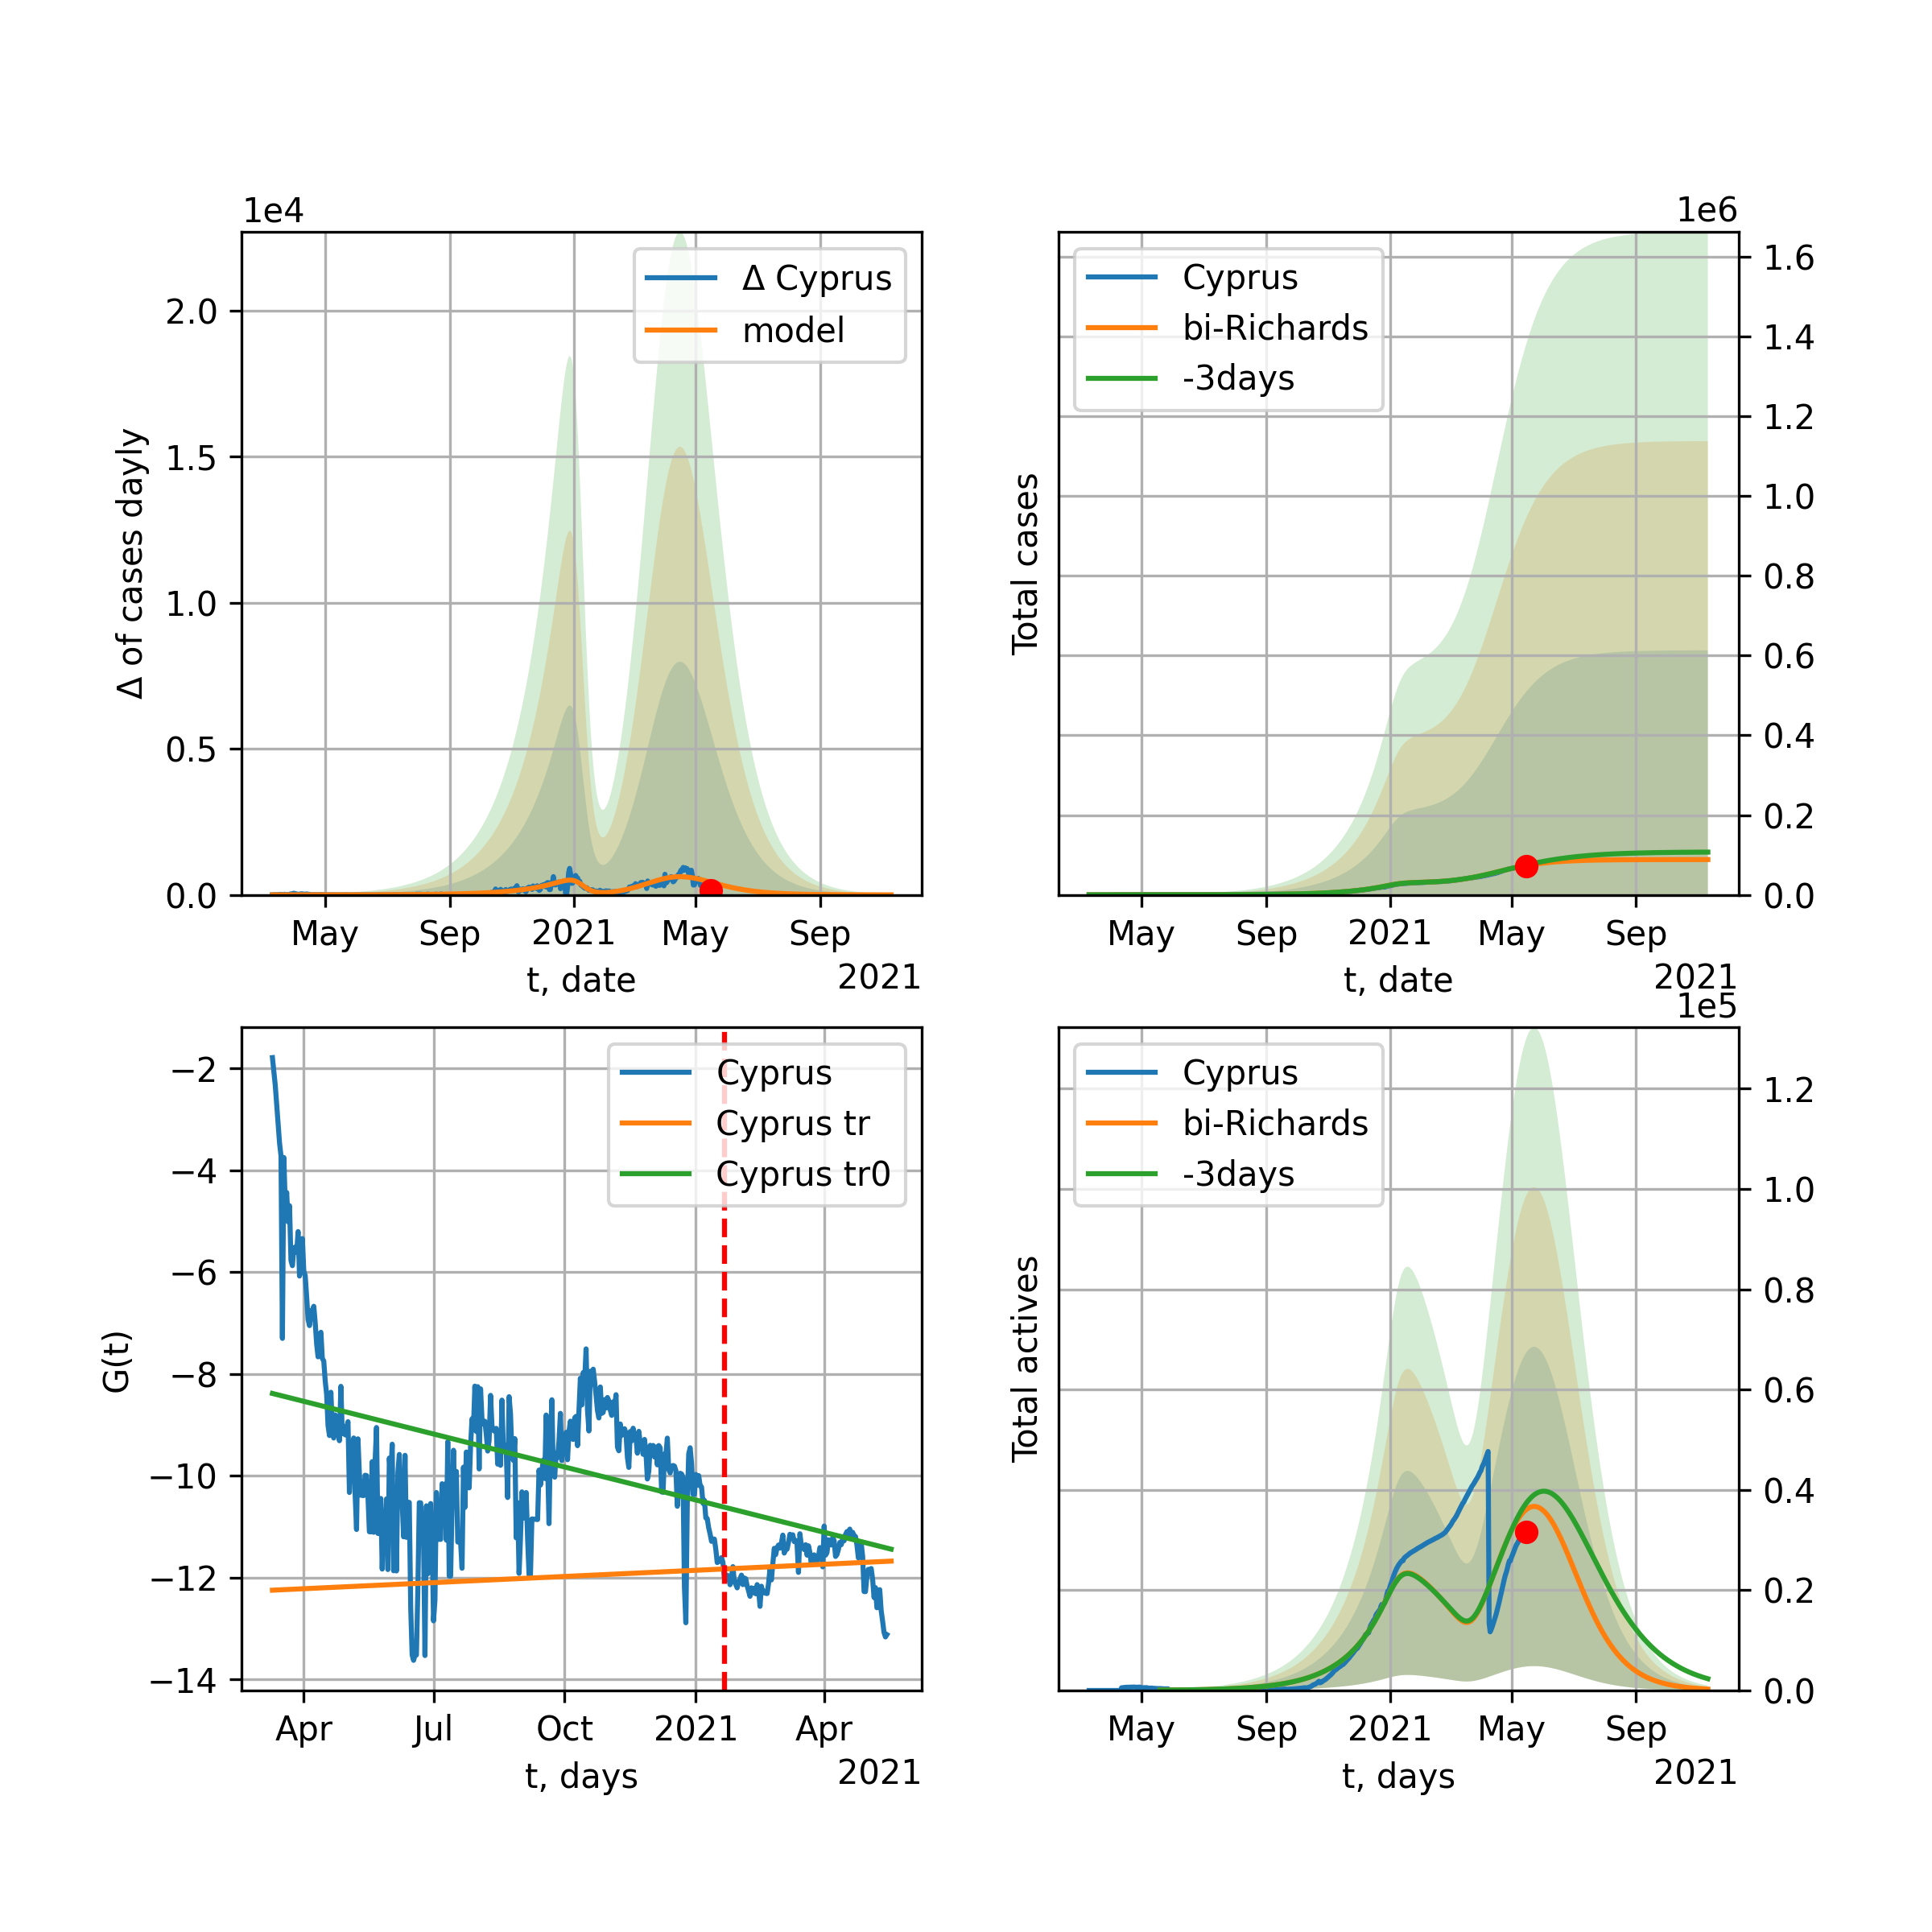 1e4
Δ of cases dayly
2.0
1.5
1.0
0.5
0.0
Δ Cyprus
model
May Sep 2021 May Sep
t, date
2021
1e6
Total cases
Cyprus
bi-Richards
-3days
1.6
1.4
1.2
1.0
0.8
0.6
0.4
0.2
0.0
May Sep 2021 May Sep
t, date
2021
G(t)
−2
−4
−6
−8
−10
−12
−14
Cyprus
Cyprus tr
Cyprus tr0
Apr Jul Oct 2021 Apr
t, days
2021
1e5
Total actives
Cyprus
bi-Richards
-3days
1.2
1.0
0.8
0.6
0.4
0.2
0.0
May Sep 2021 May Sep
t, days
2021